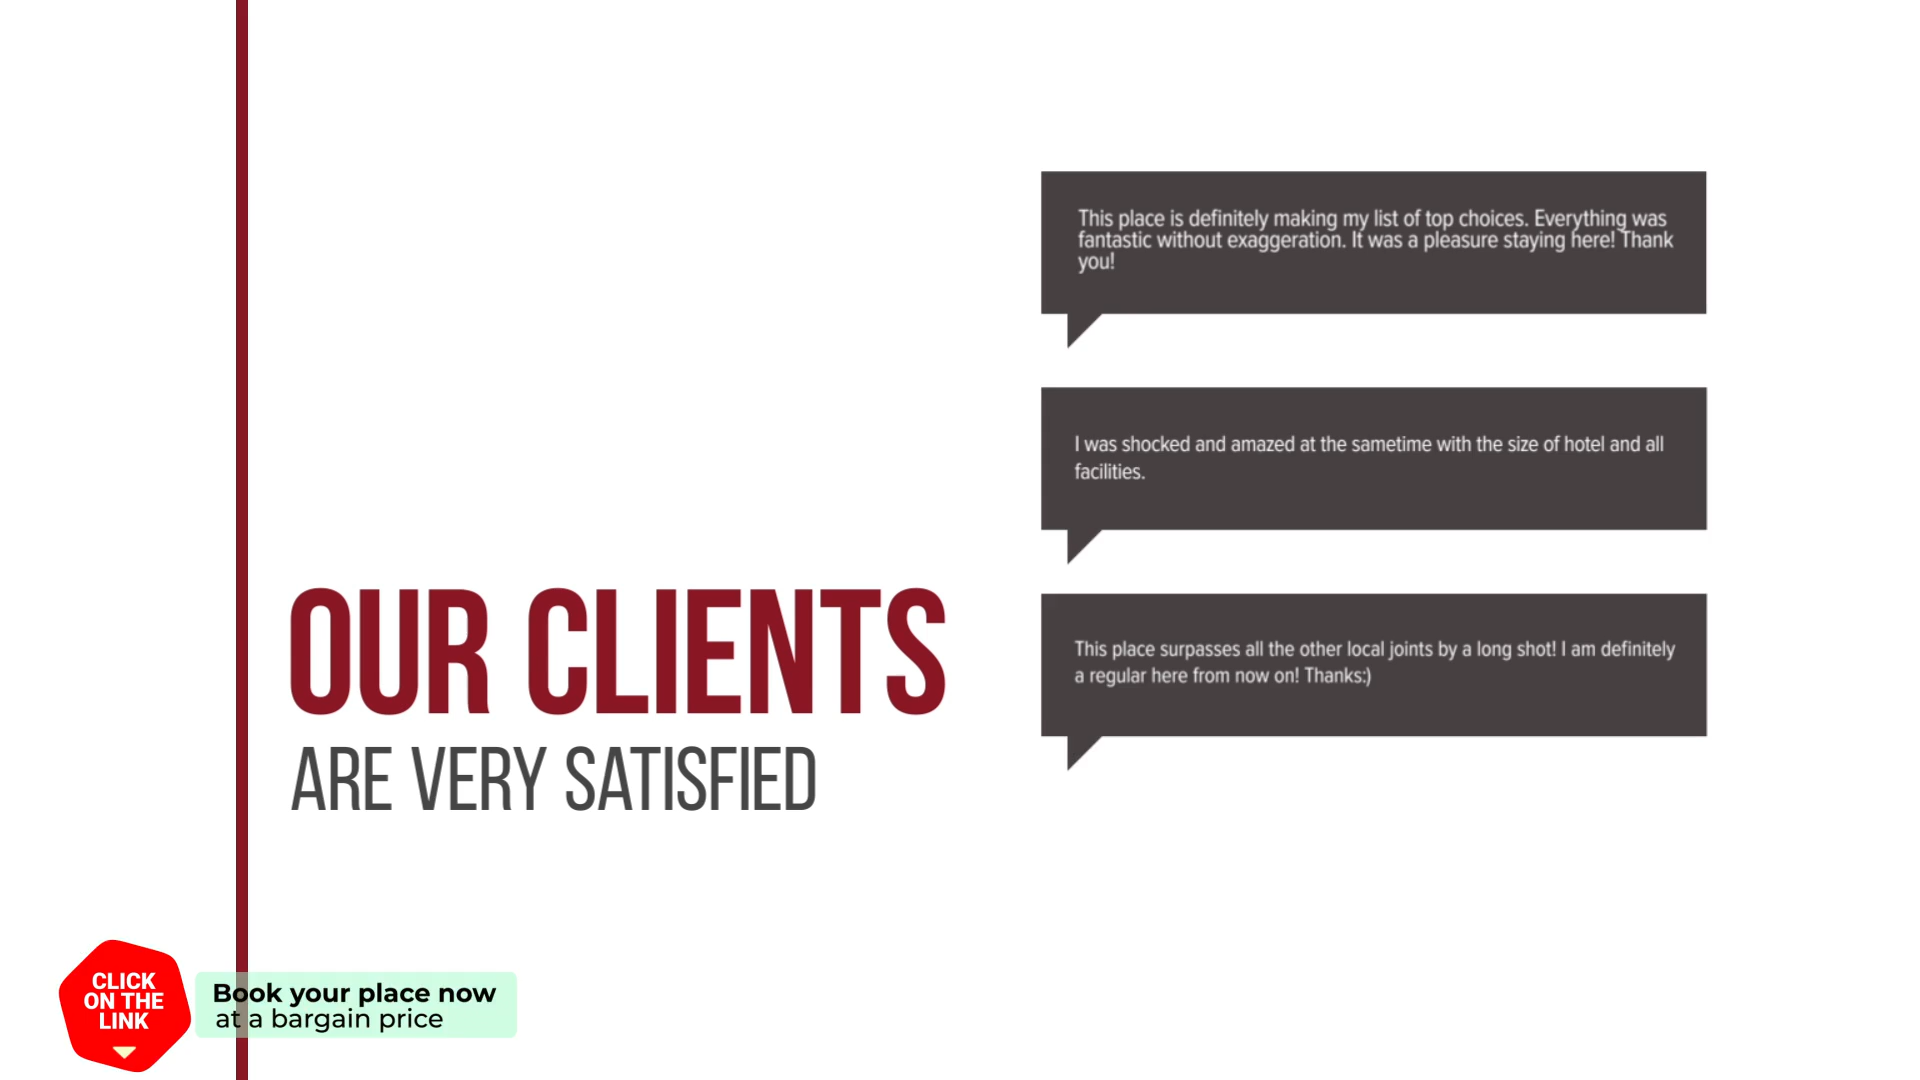 This place is definitely making my list of top choices. Everything was
fantastic without exaggeration. It was a pleasure staying here! Thank
you!
I was shocked and amazed at the sametime with the size of hotel and all
facilities.
This place surpasses all the other local joints by a long shot! I am definitely
a regular here from now on! Thanks:)
OUR CLIENTS
ARE VERY SATISFIED
CLICK
ON THE
LINK
Book your place now
at a bargain price